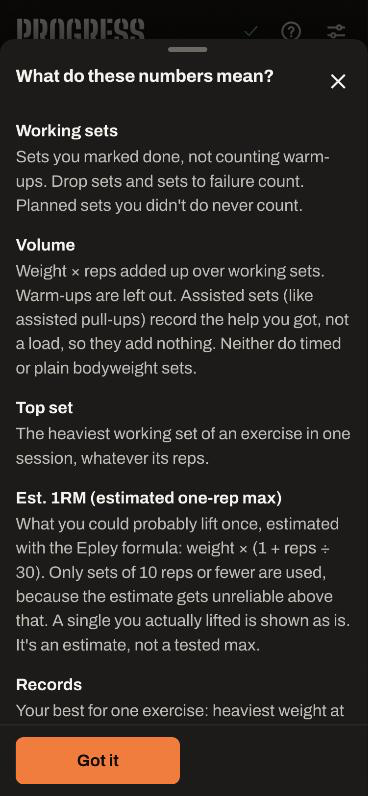 PROGRESS
What do these numbers mean?
Working sets
Sets you marked done, not counting warm-
ups. Drop sets and sets to failure count.
Planned sets you didn't do never count.
Volume
Weight × reps added up over working sets.
Warm-ups are left out. Assisted sets (like
assisted pull-ups) record the help you got, not
a load, so they add nothing. Neither do timed
or plain bodyweight sets.
Top set
The heaviest working set of an exercise in one
session, whatever its reps.
Est. 1RM (estimated one-rep max)
What you could probably lift once, estimated
with the Epley formula: weight × (1 + reps ÷
30). Only sets of 10 reps or fewer are used,
because the estimate gets unreliable above
that. A single you actually lifted is shown as is.
It's an estimate, not a tested max.
Records
Your best for one exercise: heaviest weight at
Got it